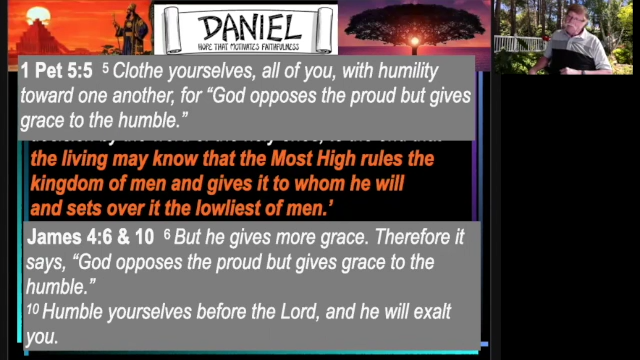 DANIEL
HOPE THAT MOTIVATES FAITHFULNESS
1 Pet 5:5 5 Clothe yourselves, all of you, with humility
toward one another, for “God opposes the proud but gives
grace to the humble.”
the living may know that the Most High rules the
kingdom of men and gives it to whom he will
and sets over it the lowliest of men.’
James 4:6 & 10 6 But he gives more grace. Therefore it
says, “God opposes the proud but gives grace to the
humble.”
10 Humble yourselves before the Lord, and he will exalt
you.